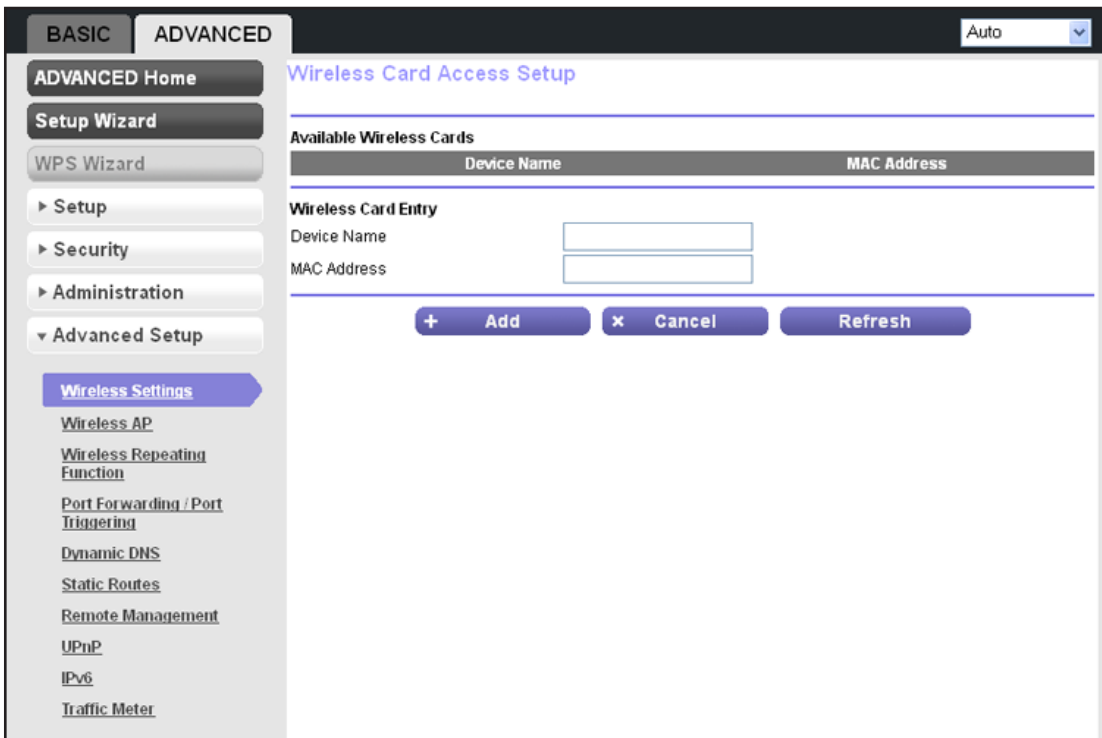 BASIC
ADVANCED
Auto
ADVANCED Home
Setup Wizard
WPS Wizard
Setup
Security
Administration
Advanced Setup
Wireless Settings
Wireless AP
Wireless Repeating
Function
Port Forwarding / Port
Triggering
Dynamic DNS
Static Routes
Remote Management
UPnP
IPv6
Traffic Meter
Wireless Card Access Setup
Available Wireless Cards
Device Name MAC Address
Wireless Card Entry
Device Name
MAC Address
+ Add
× Cancel
Refresh